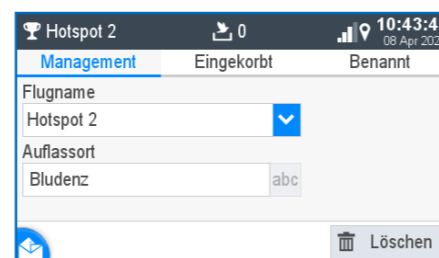 Hotspot 2 0 10:43:4
08 Apr 202
Management Eingekorbt Benannt
Flugname
Hotspot 2
Auflassort
Bludenz abc
Löschen